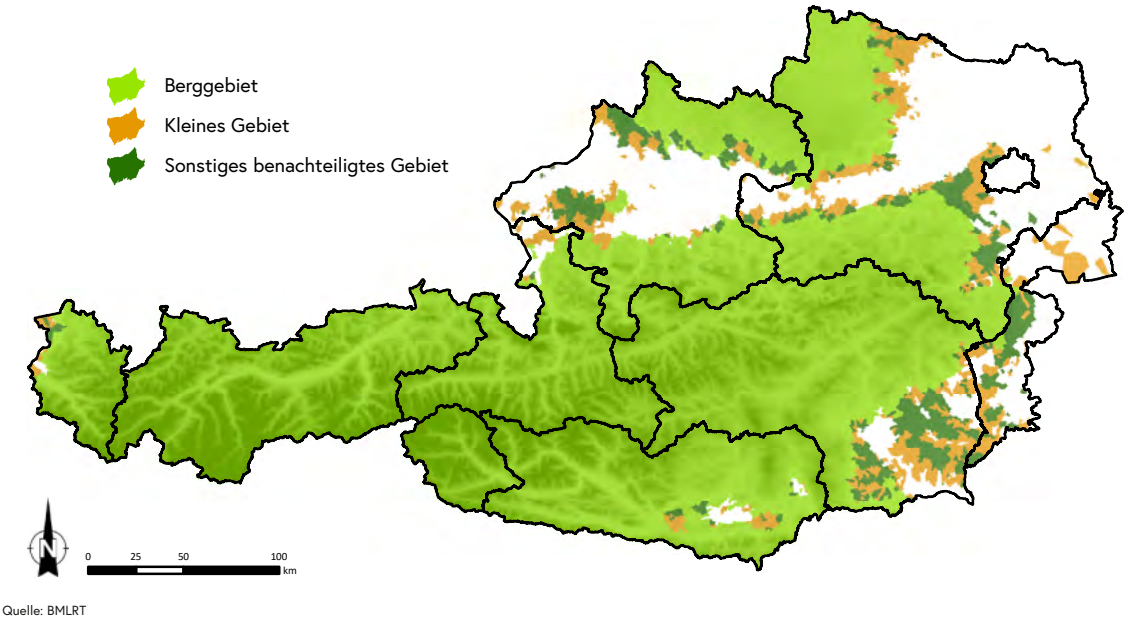 Berggebiet
Kleines Gebiet
Sonstiges benachteiligtes Gebiet
N
0 25 50 100
km
Quelle: BMLRT